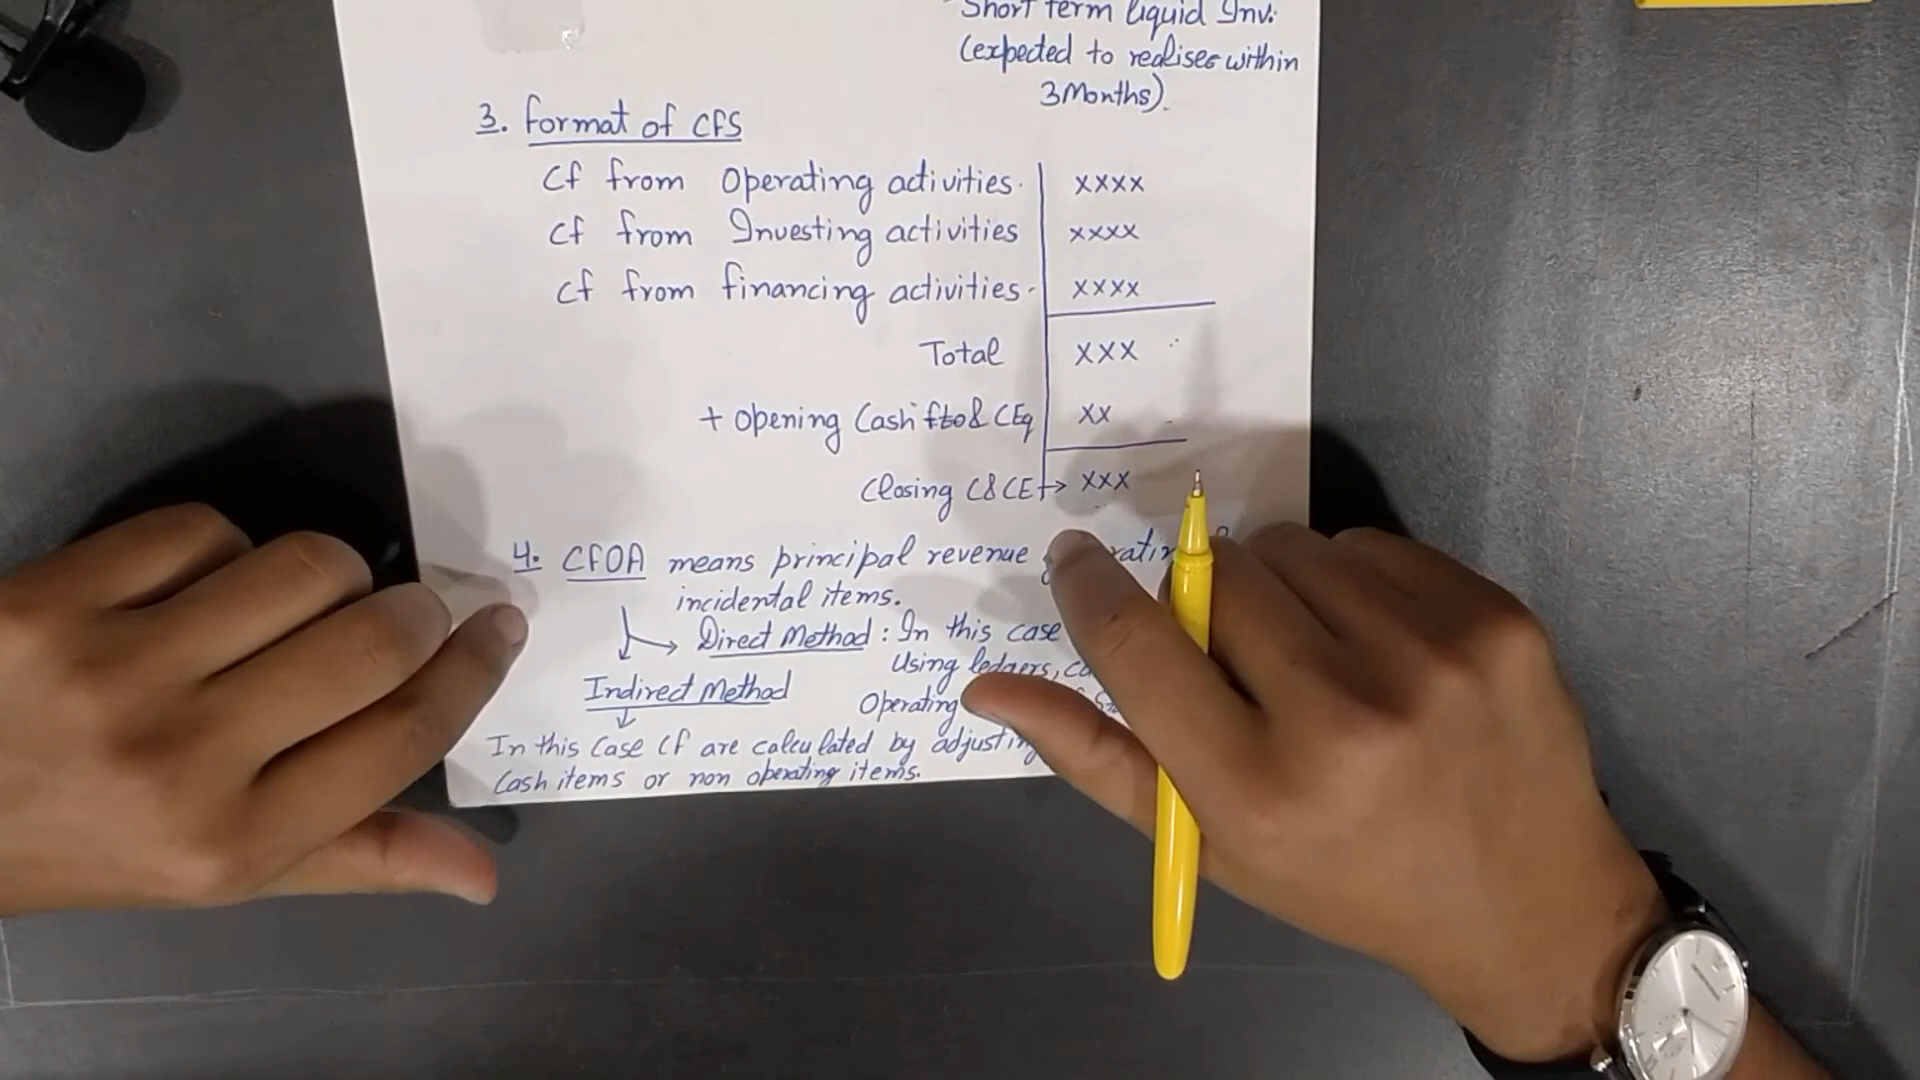 Short term liquid Inv.
(expected to realises within
3Months).
3. Format of CFS
Cf from Operating activities. xxxx
Cf from Investing activities xxxx
Cf from financing activities. xxxx
Total xxx
+ Opening Cash & CEq xx
Closing C&CE → xxx
4. CFOA means principal revenue
incidental items.
→ Direct Method : In this case
Using ledgers,
Indirect Method
Operating
In this Case Cf are calculated by adjusting
Cash items or non operating items.